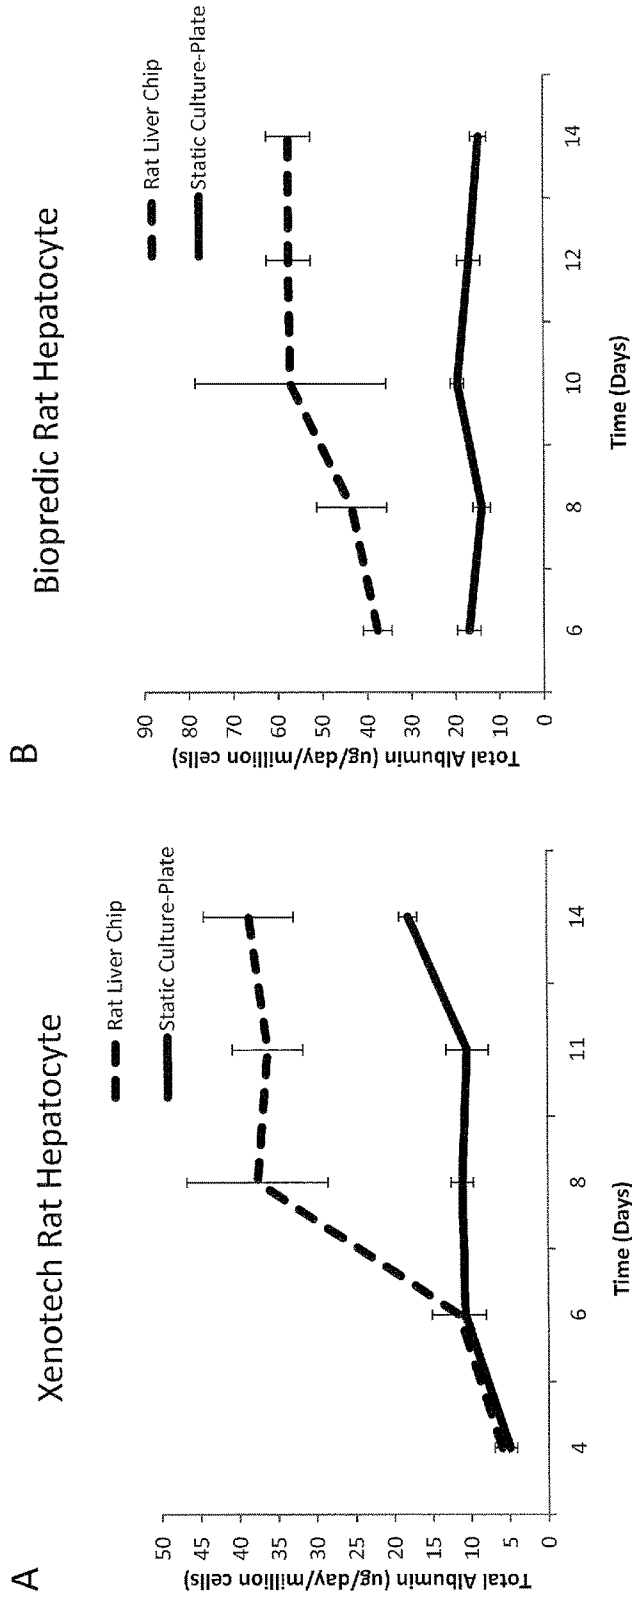 A
Xenotech Rat Hepatocyte
Rat Liver Chip
Static Culture-Plate
Total Albumin (ug/day/million cells)
50
45
40
35
30
25
20
15
10
5
0
4
6
8
11
14
Time (Days)
B
Biopredic Rat Hepatocyte
Rat Liver Chip
Static Culture-Plate
Total Albumin (ug/day/million cells)
90
80
70
60
50
40
30
20
10
0
6
8
10
12
14
Time (Days)